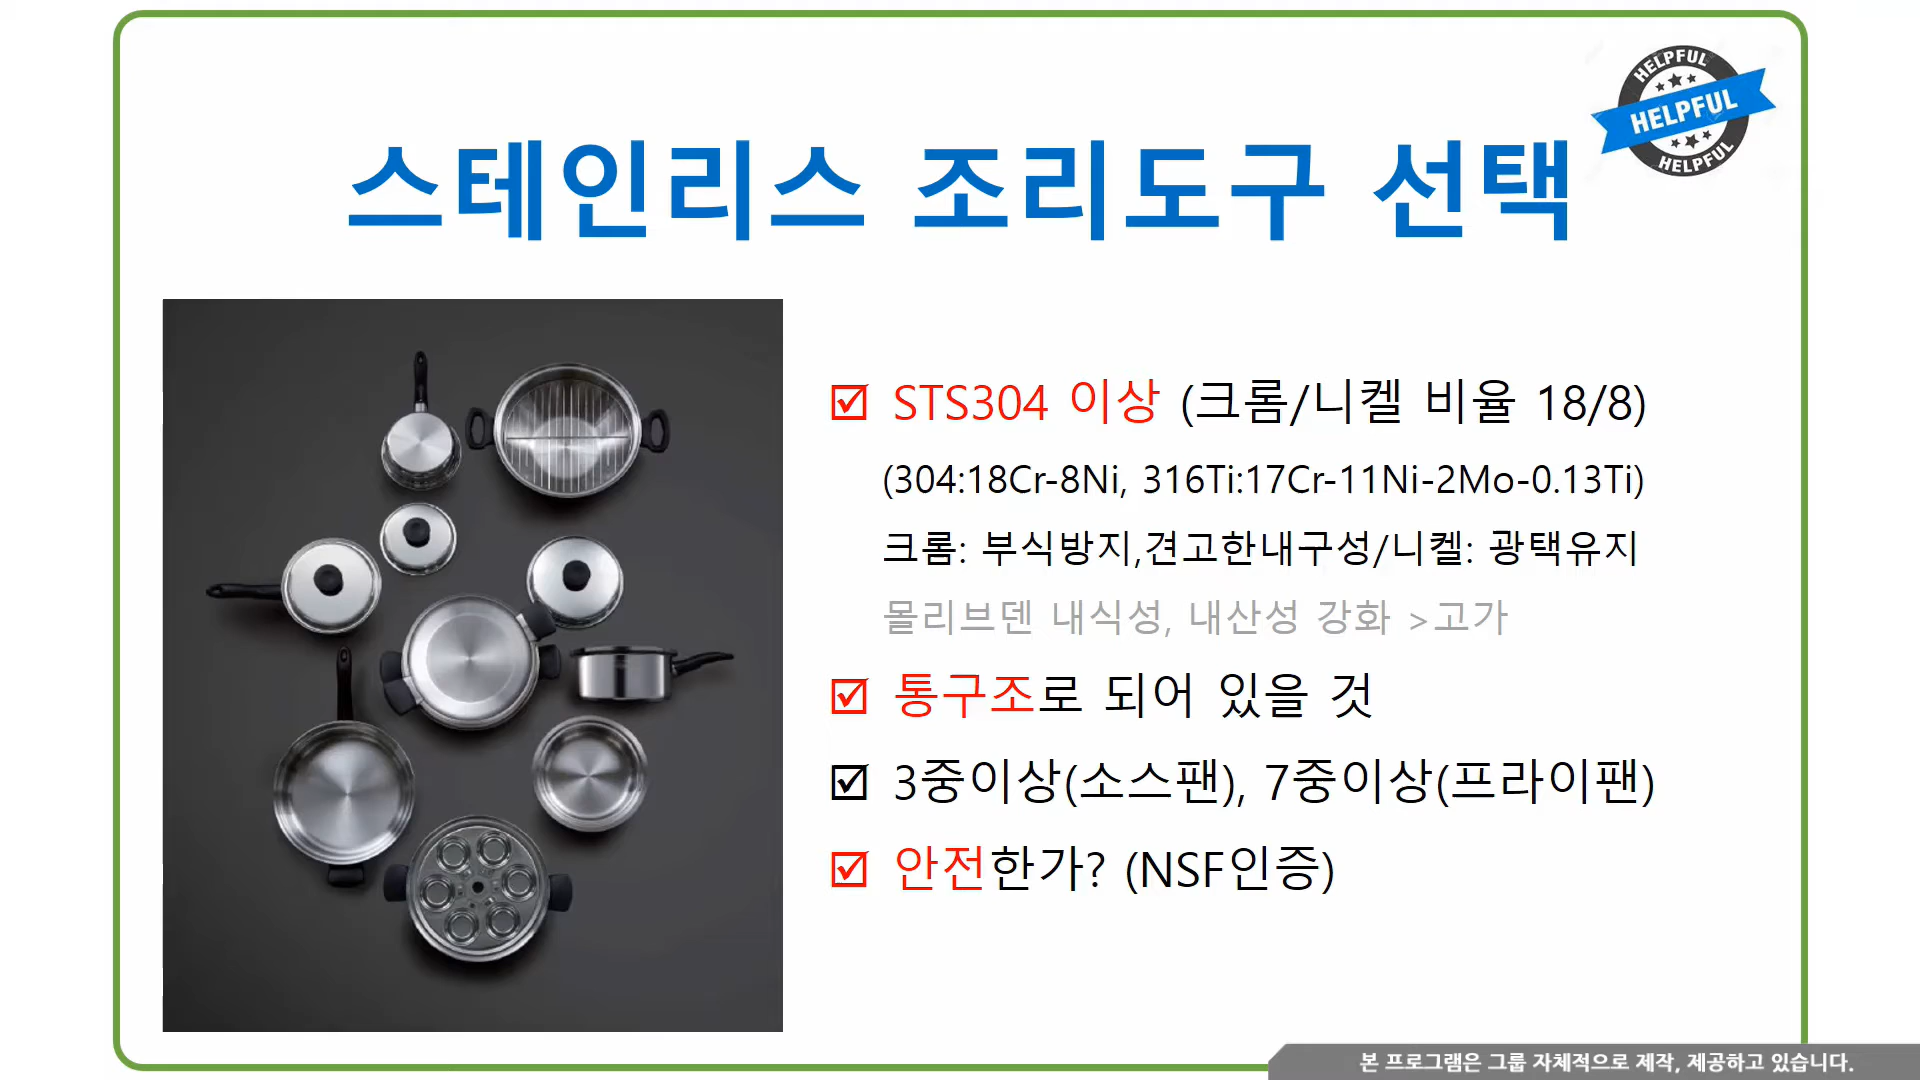 HELPFUL
HELPFUL
HELPFUL
스테인리스 조리도구 선택
STS304 이상 (크롬/니켈 비율 18/8)
(304:18Cr-8Ni, 316Ti:17Cr-11Ni-2Mo-0.13Ti)
크롬: 부식방지,견고한내구성/니켈: 광택유지
몰리브덴 내식성, 내산성 강화 >고가
통구조로 되어 있을 것
3중이상(소스팬), 7중이상(프라이팬)
안전한가? (NSF인증)
본 프로그램은 그룹 자체적으로 제작, 제공하고 있습니다.